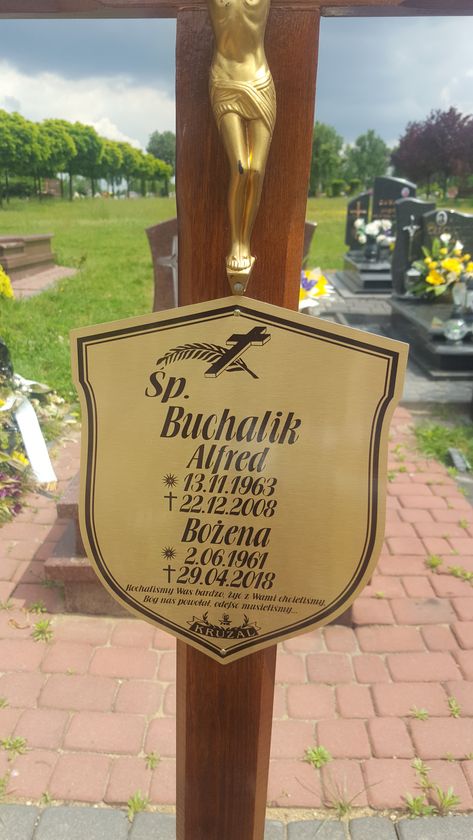 Śp.
Buchalik
Alfred
13.11.1963
22.12.2008
Bożena
2.06.1961
29.04.2018
Kochaliśmy Was bardzo, żyć z Wami chcieliśmy,
Bóg nas powołał, odejść musieliśmy...
KRUŻAL